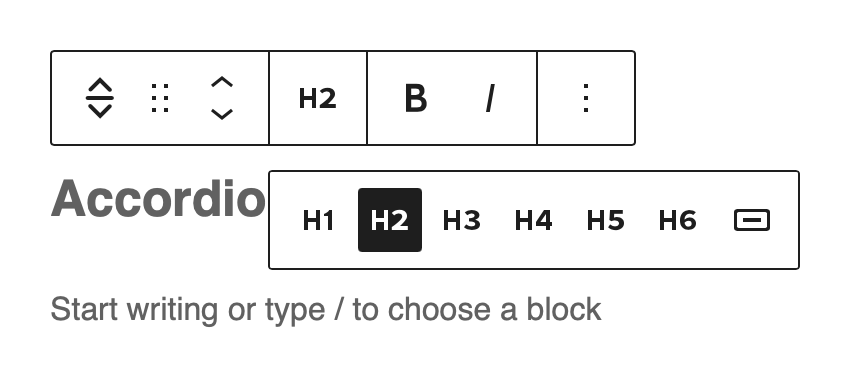 H2 B I
Accordio
H1 H2 H3 H4 H5 H6
Start writing or type / to choose a block